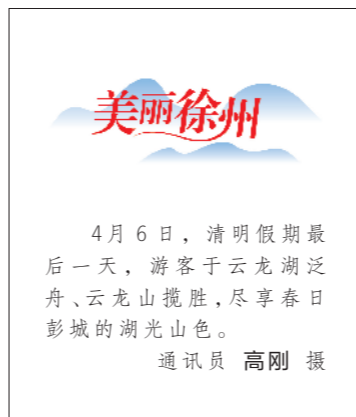 美丽徐州
4月6日，清明假期最
后一天，游客于云龙湖泛
舟、云龙山揽胜，尽享春日
彭城的湖光山色。
通讯员 高刚 摄